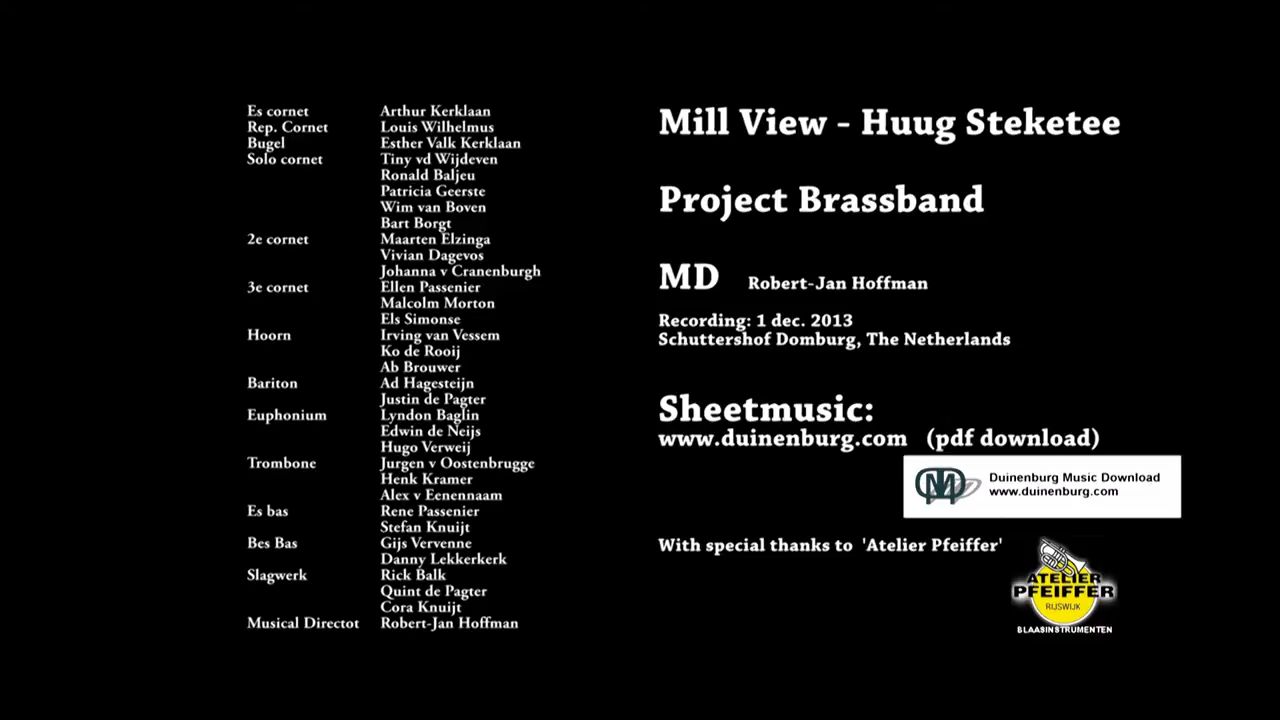 Es cornet Arthur Kerklaan
Rep. Cornet Louis Wilhelmus
Bugel Esther Valk Kerklaan
Solo cornet Tiny vd Wijdeven
Ronald Baljeu
Patricia Geerste
Wim van Boven
Bart Borgt
2e cornet Maarten Elzinga
Vivian Dagevos
Johanna v Cranenburgh
3e cornet Ellen Passenier
Malcolm Morton
Els Simonse
Hoorn Irving van Vessem
Ko de Rooij
Ab Brouwer
Bariton Ad Hagesteijn
Justin de Pagter
Euphonium Lyndon Baglin
Edwin de Neijs
Hugo Verweij
Trombone Jurgen v Oostenbrugge
Henk Kramer
Alex v Eenennaam
Es bas Rene Passenier
Stefan Knuijt
Bes Bas Gijs Vervenne
Danny Lekkerkerk
Slagwerk Rick Balk
Quint de Pagter
Cora Knuijt
Musical Directot Robert-Jan Hoffman
Mill View - Huug Steketee
Project Brassband
MD Robert-Jan Hoffman
Recording: 1 dec. 2013
Schuttershof Domburg, The Netherlands
Sheetmusic:
www.duinenburg.com (pdf download)
Duinenburg Music Download
www.duinenburg.com
With special thanks to 'Atelier Pfeiffer'
ATELIER
PFEIFFER
RIJSWIJK
BLAASINSTRUMENTEN